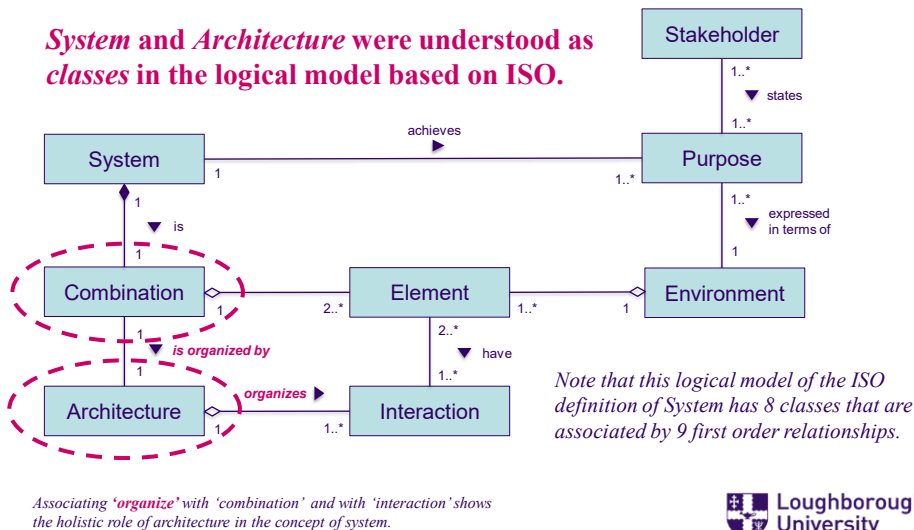 System and Architecture were understood as
classes in the logical model based on ISO.
Stakeholder
1..*
states
1..*
achieves
System
1
1..*
Purpose
1
is
1
1..*
expressed
in terms of
1
Combination
1
2..*
Element
1..*
1
Environment
1
is organized by
1
2..*
have
1..*
Architecture
organizes
1
1..*
Interaction
Note that this logical model of the ISO
definition of System has 8 classes that are
associated by 9 first order relationships.
Associating 'organize' with 'combination' and with 'interaction' shows
the holistic role of architecture in the concept of system.
Loughboroug
University